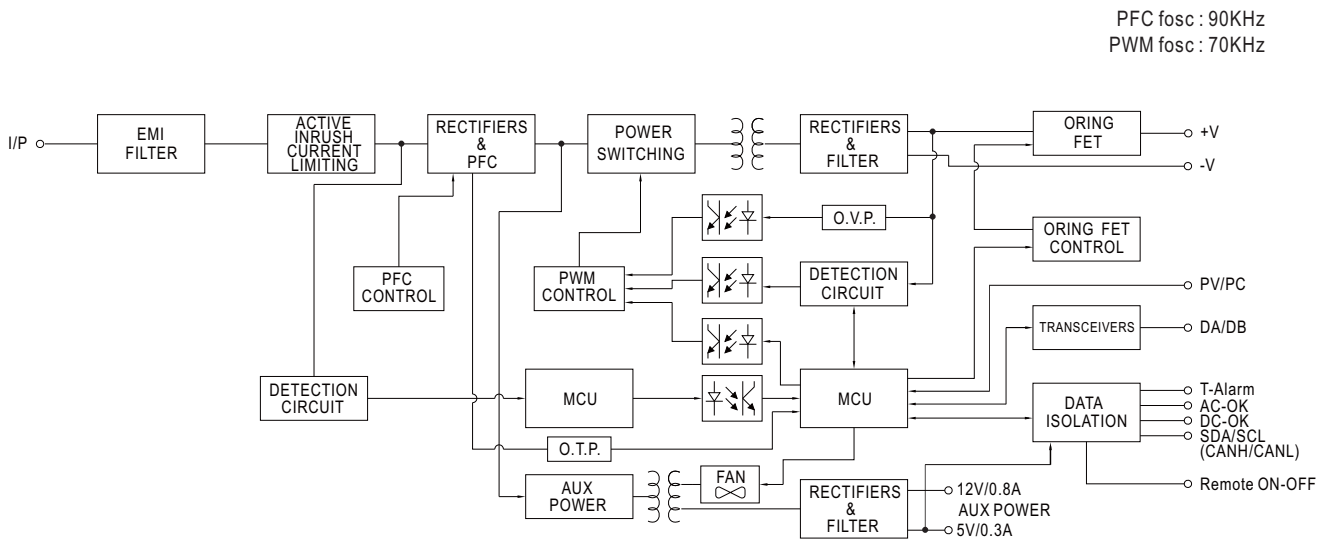 PFC fosc : 90KHz
PWM fosc : 70KHz
I/P
EMI
FILTER
ACTIVE
INRUSH
CURRENT
LIMITING
RECTIFIERS
&
PFC
POWER
SWITCHING
RECTIFIERS
&
FILTER
ORING
FET
+V
-V
O.V.P.
ORING FET
CONTROL
PFC
CONTROL
PWM
CONTROL
DETECTION
CIRCUIT
PV/PC
TRANSCEIVERS
DA/DB
DETECTION
CIRCUIT
MCU
MCU
DATA
ISOLATION
T-Alarm
AC-OK
DC-OK
SDA/SCL
(CANH/CANL)
O.T.P.
FAN
AUX
POWER
RECTIFIERS
&
FILTER
12V/0.8A
AUX POWER
5V/0.3A
Remote ON-OFF